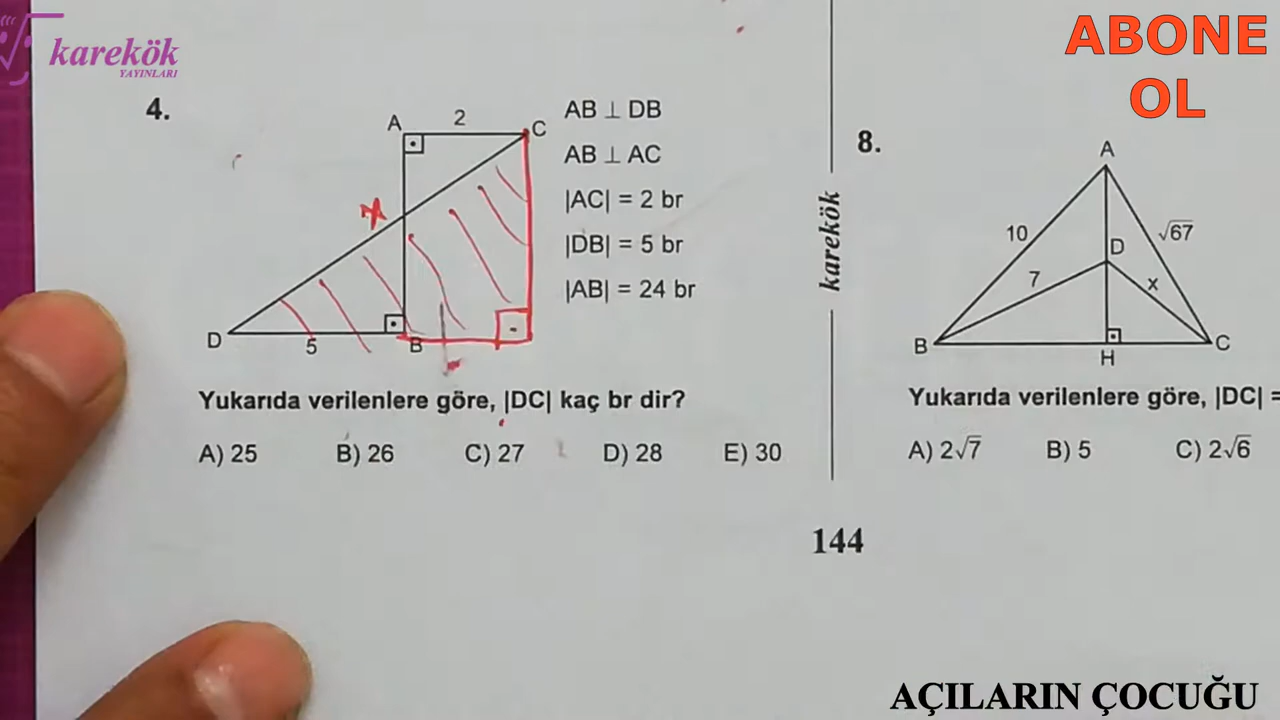 karekök
YAYINLARI
ABONE
OL
4.
A
2
C
D
5
B
x
AB ⊥ DB
AB ⊥ AC
|AC| = 2 br
|DB| = 5 br
|AB| = 24 br
Yukarıda verilenlere göre, |DC| kaç br dir?
A) 25 B) 26 C) 27 D) 28 E) 30
karekök
8.
A
10
√67
D
7
x
B
H
C
Yukarıda verilenlere göre, |DC| =
A) 2√7 B) 5 C) 2√6
144
AÇILARIN ÇOCUĞU